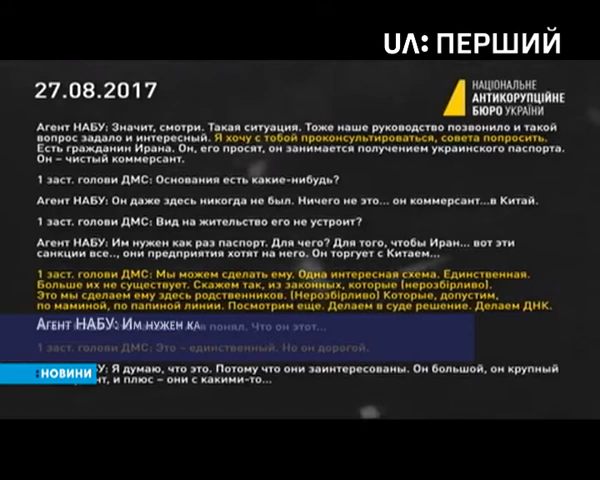 UA: ПЕРШИЙ
27.08.2017
НАЦІОНАЛЬНЕ
АНТИКОРУПЦІЙНЕ
БЮРО УКРАЇНИ
Агент НАБУ: Значит, смотри. Такая ситуация. Тоже наше руководство позвонило и такой
вопрос задало и интересный. Я хочу с тобой проконсультироваться, совета попросить.
Есть гражданин Ирана. Он, его просят, он занимается получением украинского паспорта.
Он – чистый коммерсант.
1 заст. голови ДМС: Основания есть какие-нибудь?
Агент НАБУ: Он даже здесь никогда не был. Ничего не это... он коммерсант...в Китай.
1 заст. голови ДМС: Вид на жительство его не устроит?
Агент НАБУ: Им нужен как раз паспорт. Для чего? Для того, чтобы Иран... вот эти
санкции все.., они предприятия хотят на него. Он торгует с Китаем...
1 заст. голови ДМС: Мы можем сделать ему. Одна интересная схема. Единственная.
Больше их не существует. Скажем так, из законных, которые (нерозбірливо).
Это мы сделаем ему здесь родственников. (Нерозбірливо) Которые, допустим,
по маминой, по папиной линии. Посмотрим еще. Делаем в суде решение. Делаем ДНК.
понял. Что он этот...
Агент НАБУ: Им нужен ка
1 заст. голови ДМС: Это – единственный. Но он дорогой.
БУ: Я думаю, что это. Потому что они заинтересованы. Он большой, он крупный
:НОВИНИ
нт, и плюс – они с какими-то...